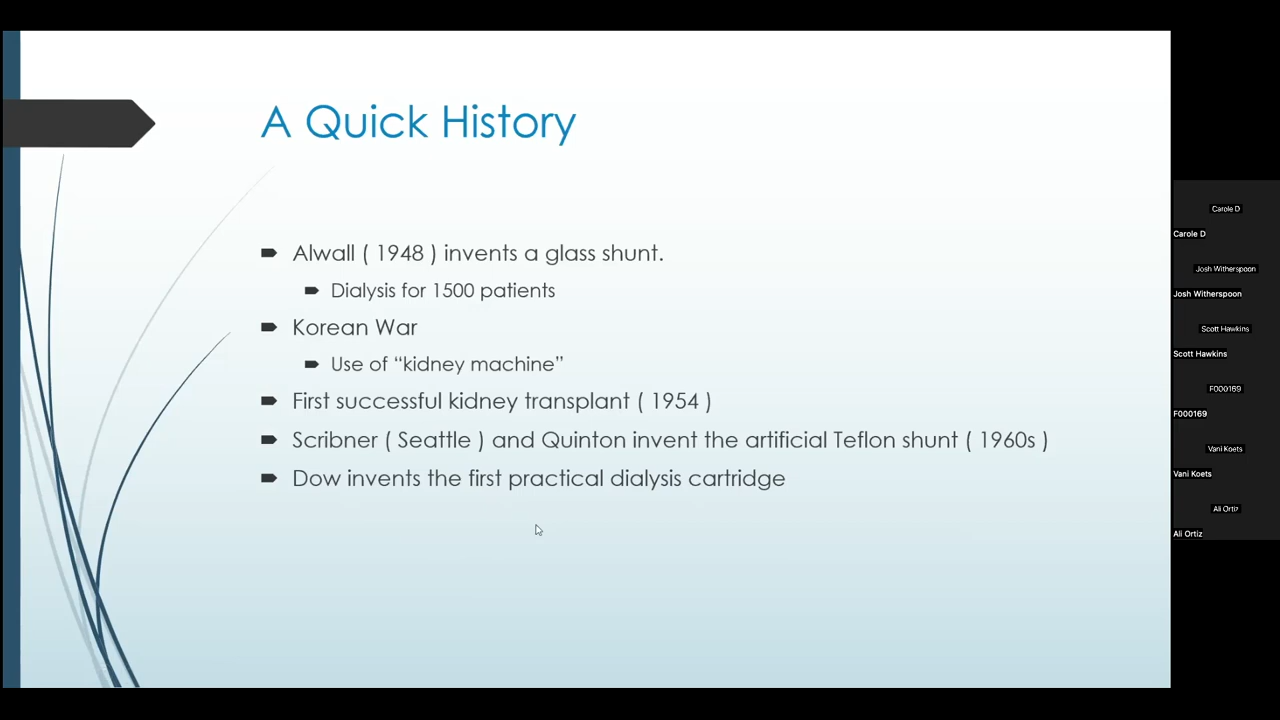 A Quick History
Alwall ( 1948 ) invents a glass shunt.
Dialysis for 1500 patients
Korean War
Use of “kidney machine”
First successful kidney transplant ( 1954 )
Scribner ( Seattle ) and Quinton invent the artificial Teflon shunt ( 1960s )
Dow invents the first practical dialysis cartridge
Carole D
Carole D
Josh Witherspoon
Josh Witherspoon
Scott Hawkins
Scott Hawkins
F000169
F000169
Vani Koets
Vani Koets
Ali Ortiz
Ali Ortiz